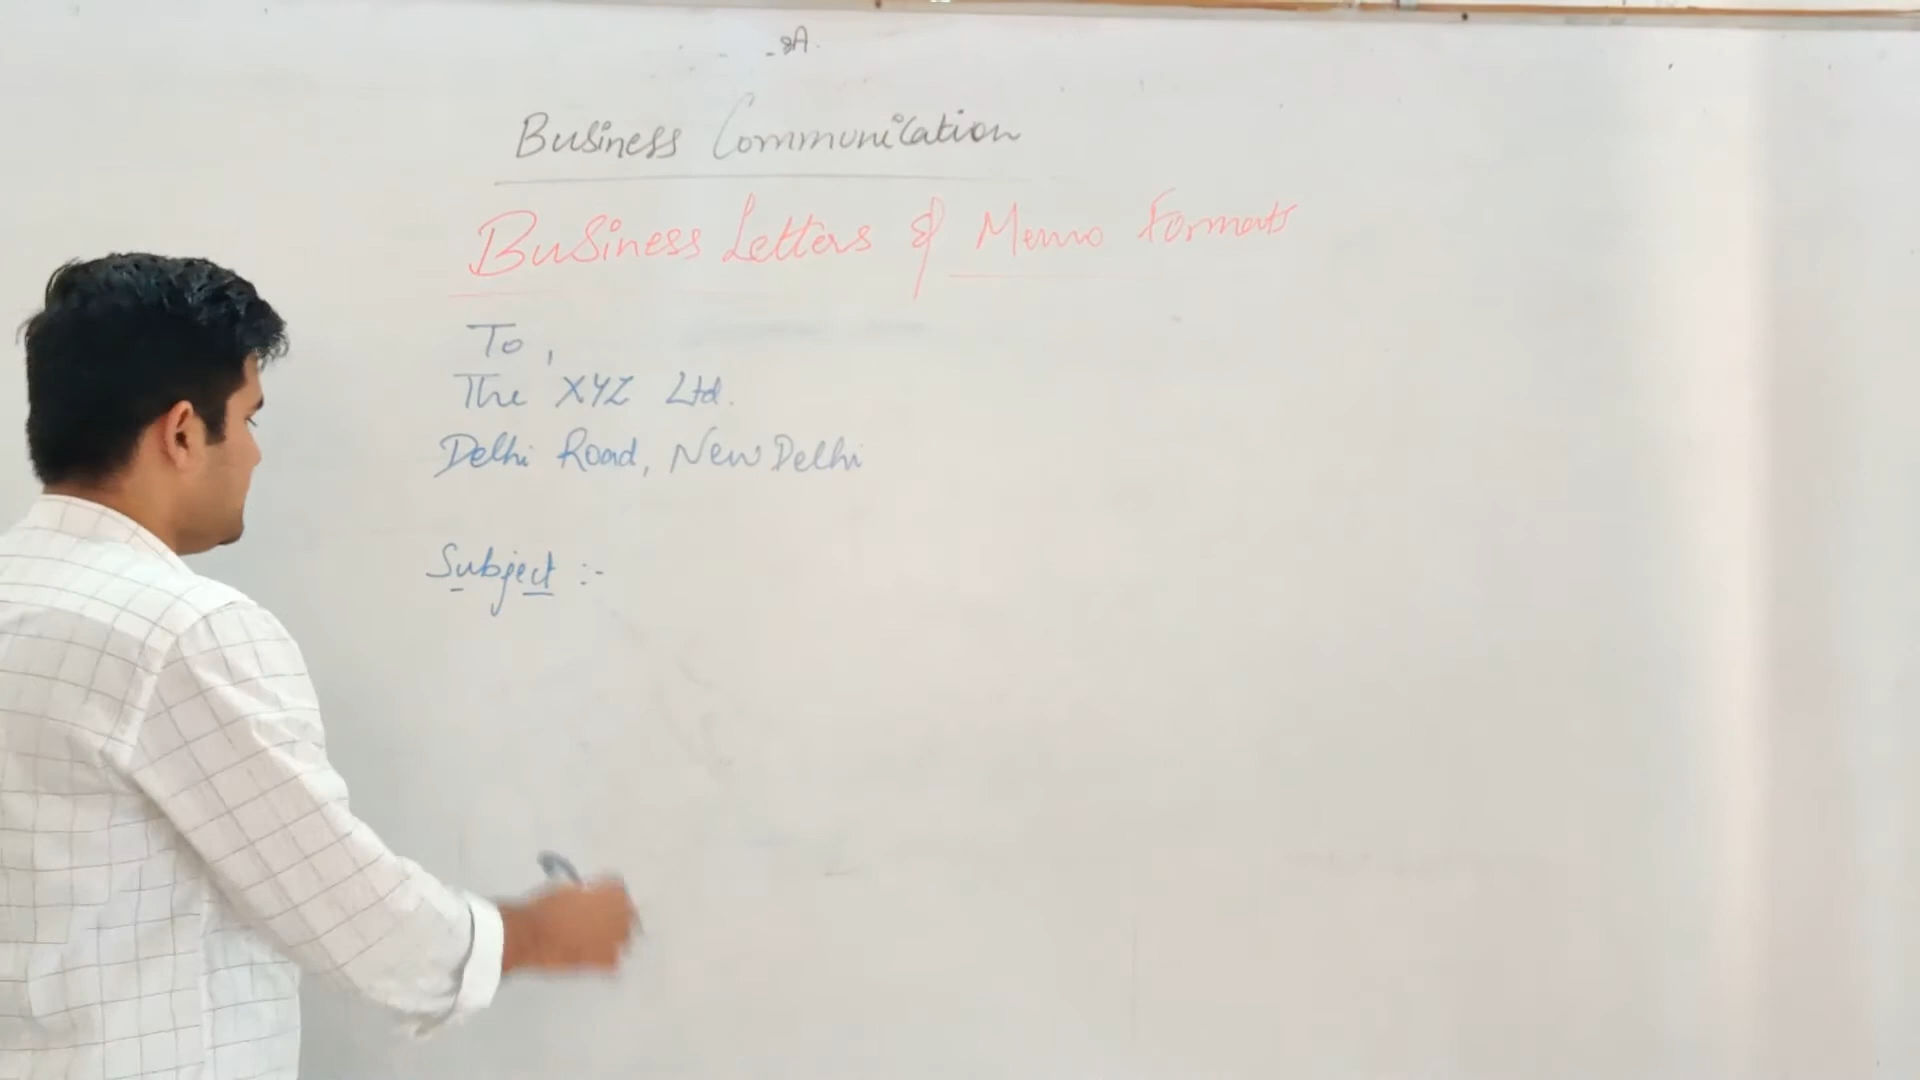 Business Communication
Business Letters & Memo Formats
To,
The XYZ Ltd.
Delhi Road, New Delhi
Subject :-